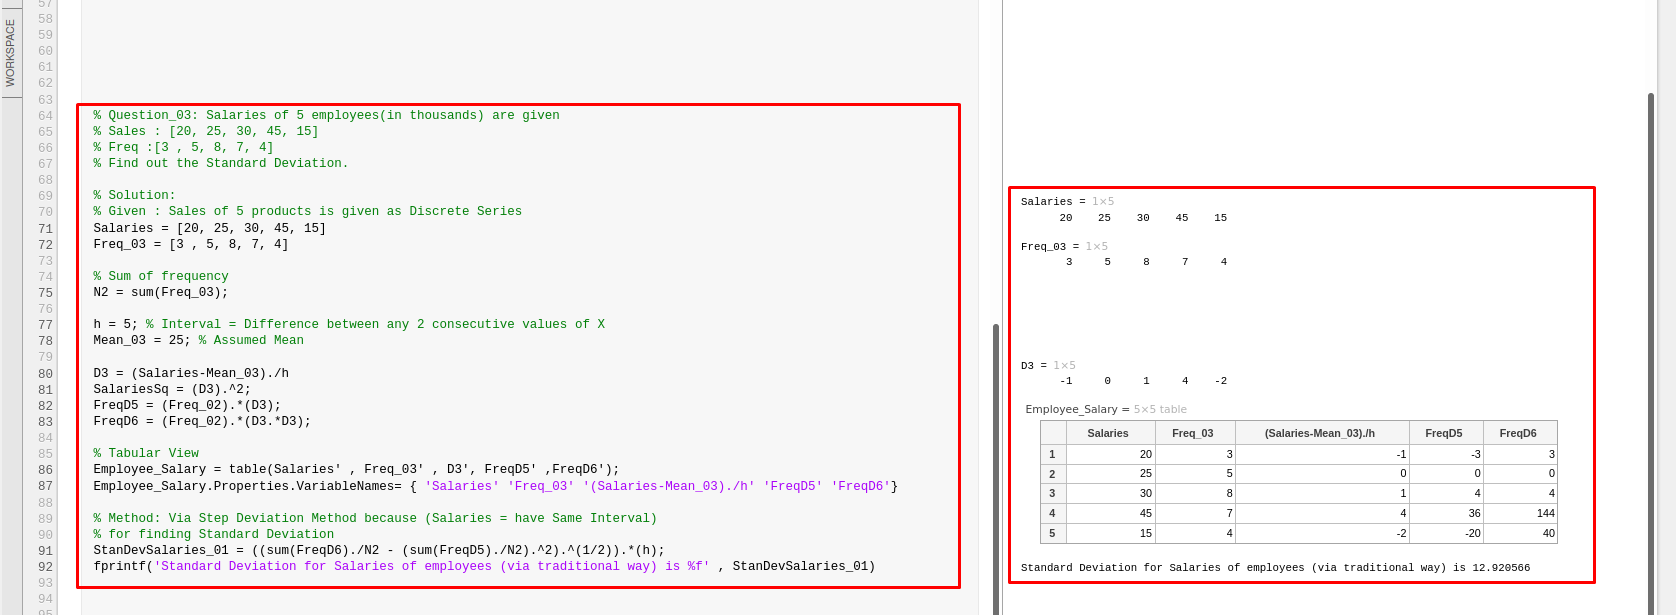 WORKSPACE
57
58
59
60
61
62
63
64 % Question_03: Salaries of 5 employees(in thousands) are given
65 % Sales : [20, 25, 30, 45, 15]
66 % Freq :[3 , 5, 8, 7, 4]
67 % Find out the Standard Deviation.
68
69 % Solution:
70 % Given : Sales of 5 products is given as Discrete Series
71 Salaries = [20, 25, 30, 45, 15]
72 Freq_03 = [3 , 5, 8, 7, 4]
73
74 % Sum of frequency
75 N2 = sum(Freq_03);
76
77 h = 5; % Interval = Difference between any 2 consecutive values of X
78 Mean_03 = 25; % Assumed Mean
79
80 D3 = (Salaries-Mean_03)./h
81 SalariesSq = (D3).^2;
82 FreqD5 = (Freq_02).*(D3);
83 FreqD6 = (Freq_02).*(D3.*D3);
84
85 % Tabular View
86 Employee_Salary = table(Salaries' , Freq_03' , D3', FreqD5' ,FreqD6');
87 Employee_Salary.Properties.VariableNames= { 'Salaries' 'Freq_03' '(Salaries-Mean_03)./h' 'FreqD5' 'FreqD6'}
88
89 % Method: Via Step Deviation Method because (Salaries = have Same Interval)
90 % for finding Standard Deviation
91 StanDevSalaries_01 = ((sum(FreqD6)./N2 - (sum(FreqD5)./N2).^2).^(1/2)).*(h);
92 fprintf('Standard Deviation for Salaries of employees (via traditional way) is %f' , StanDevSalaries_01)
93
94
95
Salaries = 1×5
20 25 30 45 15
Freq_03 = 1×5
3 5 8 7 4
D3 = 1×5
-1 0 1 4 -2
Employee_Salary = 5×5 table
Salaries Freq_03 (Salaries-Mean_03)./h FreqD5 FreqD6
1 20 3 -1 -3 3
2 25 5 0 0 0
3 30 8 1 4 4
4 45 7 4 36 144
5 15 4 -2 -20 40
Standard Deviation for Salaries of employees (via traditional way) is 12.920566